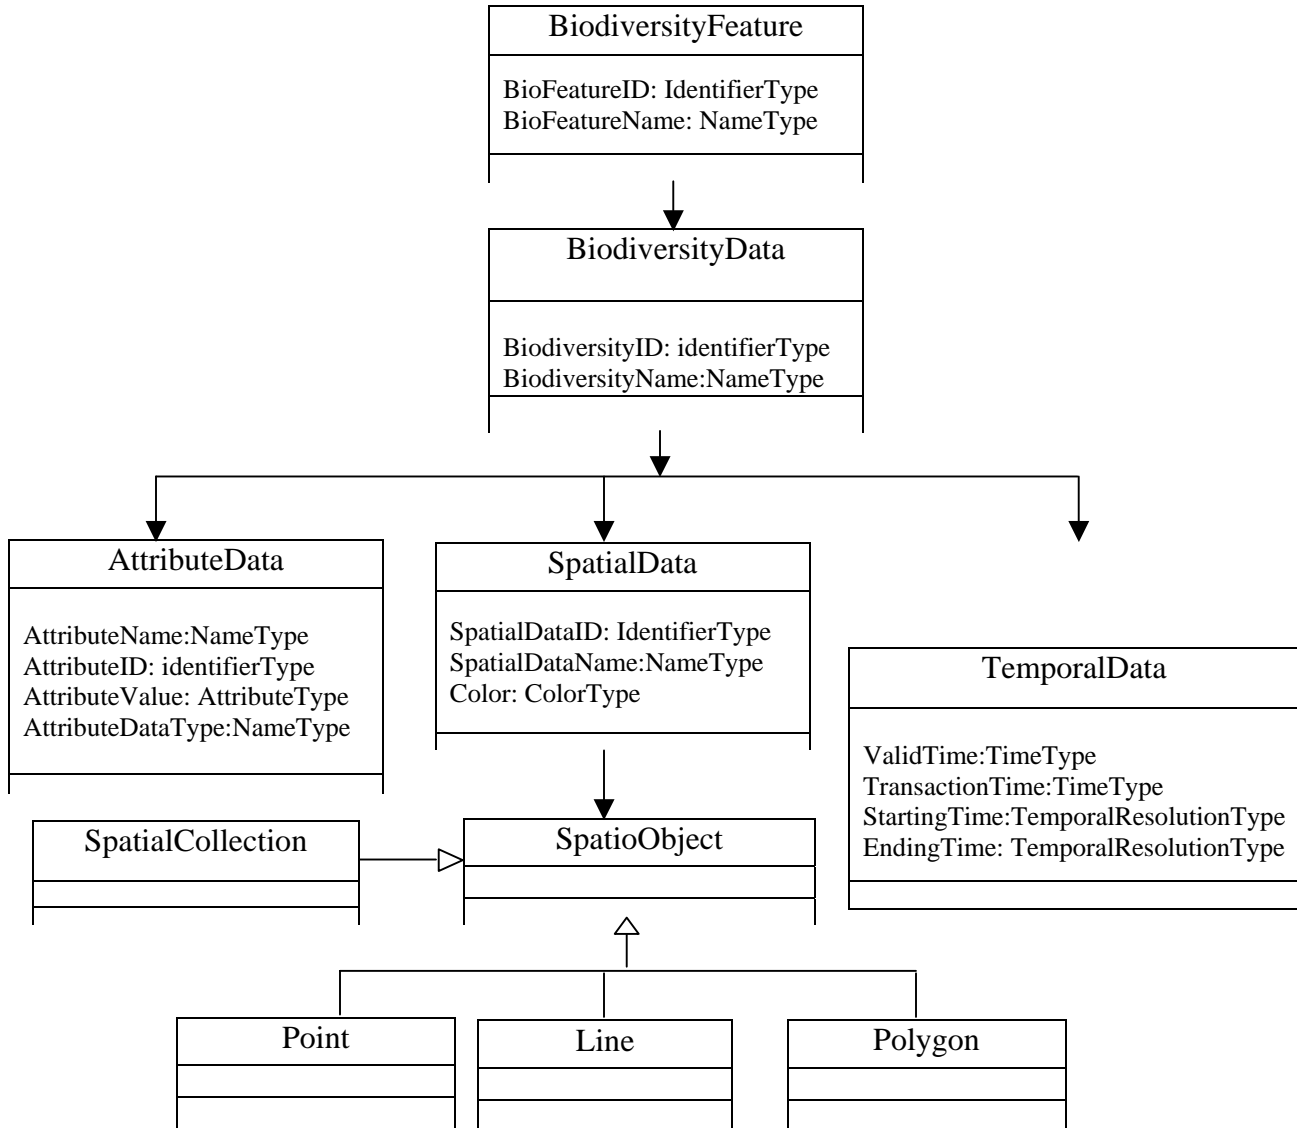 BiodiversityFeature
BioFeatureID: IdentifierType
BioFeatureName: NameType
BiodiversityData
BiodiversityID: identifierType
BiodiversityName:NameType
AttributeData
AttributeName:NameType
AttributeID: identifierType
AttributeValue: AttributeType
AttributeDataType:NameType
SpatialData
SpatialDataID: IdentifierType
SpatialDataName:NameType
Color: ColorType
TemporalData
ValidTime:TimeType
TransactionTime:TimeType
StartingTime:TemporalResolutionType
EndingTime: TemporalResolutionType
SpatialCollection
SpatioObject
Point
Line
Polygon